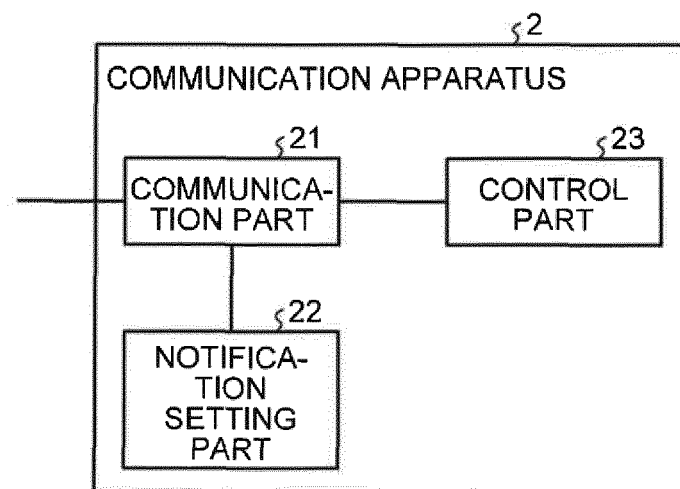 2
COMMUNICATION APPARATUS
21
COMMUNICA-
TION PART
23
CONTROL
PART
22
NOTIFICA-
TION
SETTING
PART